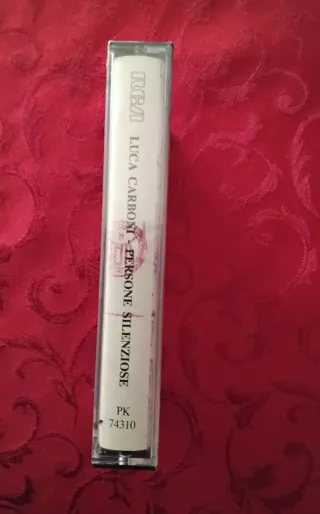 RCA
LUCA CARBONI - PERSONE SILENZIOSE
PK
74310